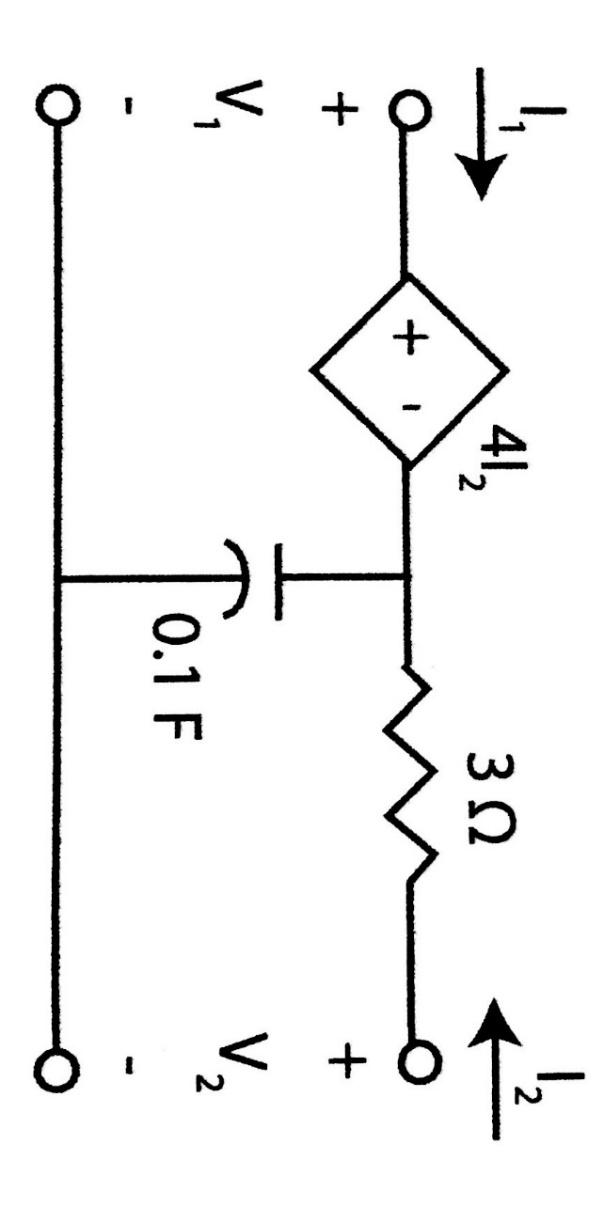 I₁
+
V₁
-
+
-
4I₂
0.1 F
3 Ω
I₂
+
V₂
-